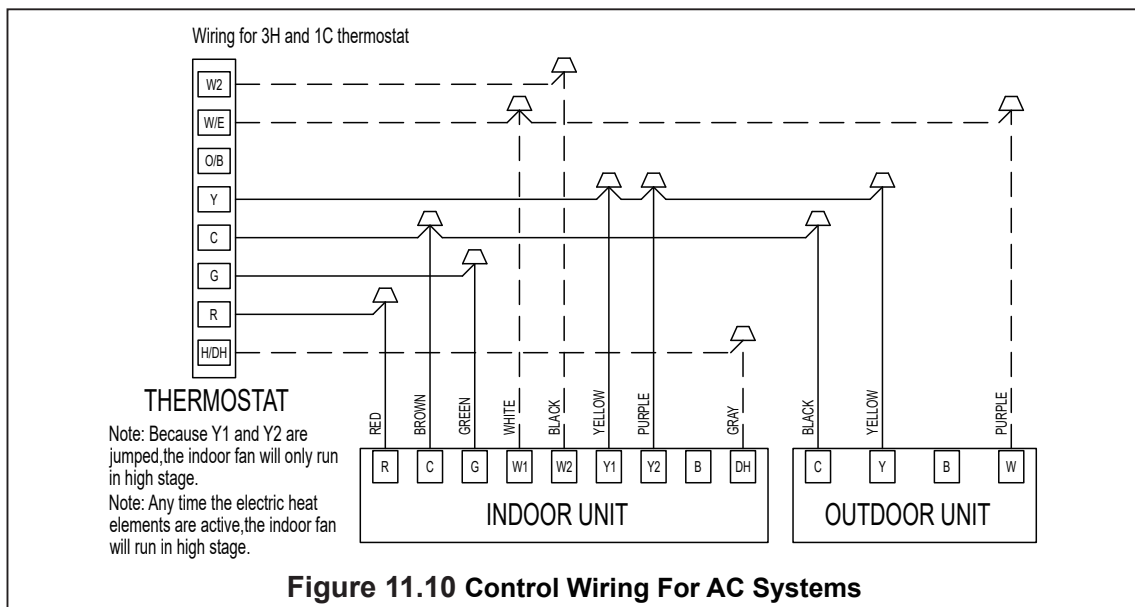 Wiring for 3H and 1C thermostat
W2
W/E
O/B
Y
C
G
R
H/DH
THERMOSTAT
Note: Because Y1 and Y2 are
jumped,the indoor fan will only run
in high stage.
Note: Any time the electric heat
elements are active,the indoor fan
will run in high stage.
RED
BROWN
GREEN
WHITE
BLACK
YELLOW
PURPLE
GRAY
BLACK
YELLOW
PURPLE
R C G W1 W2 Y1 Y2 B DH
INDOOR UNIT
C Y B W
OUTDOOR UNIT
Figure 11.10 Control Wiring For AC Systems